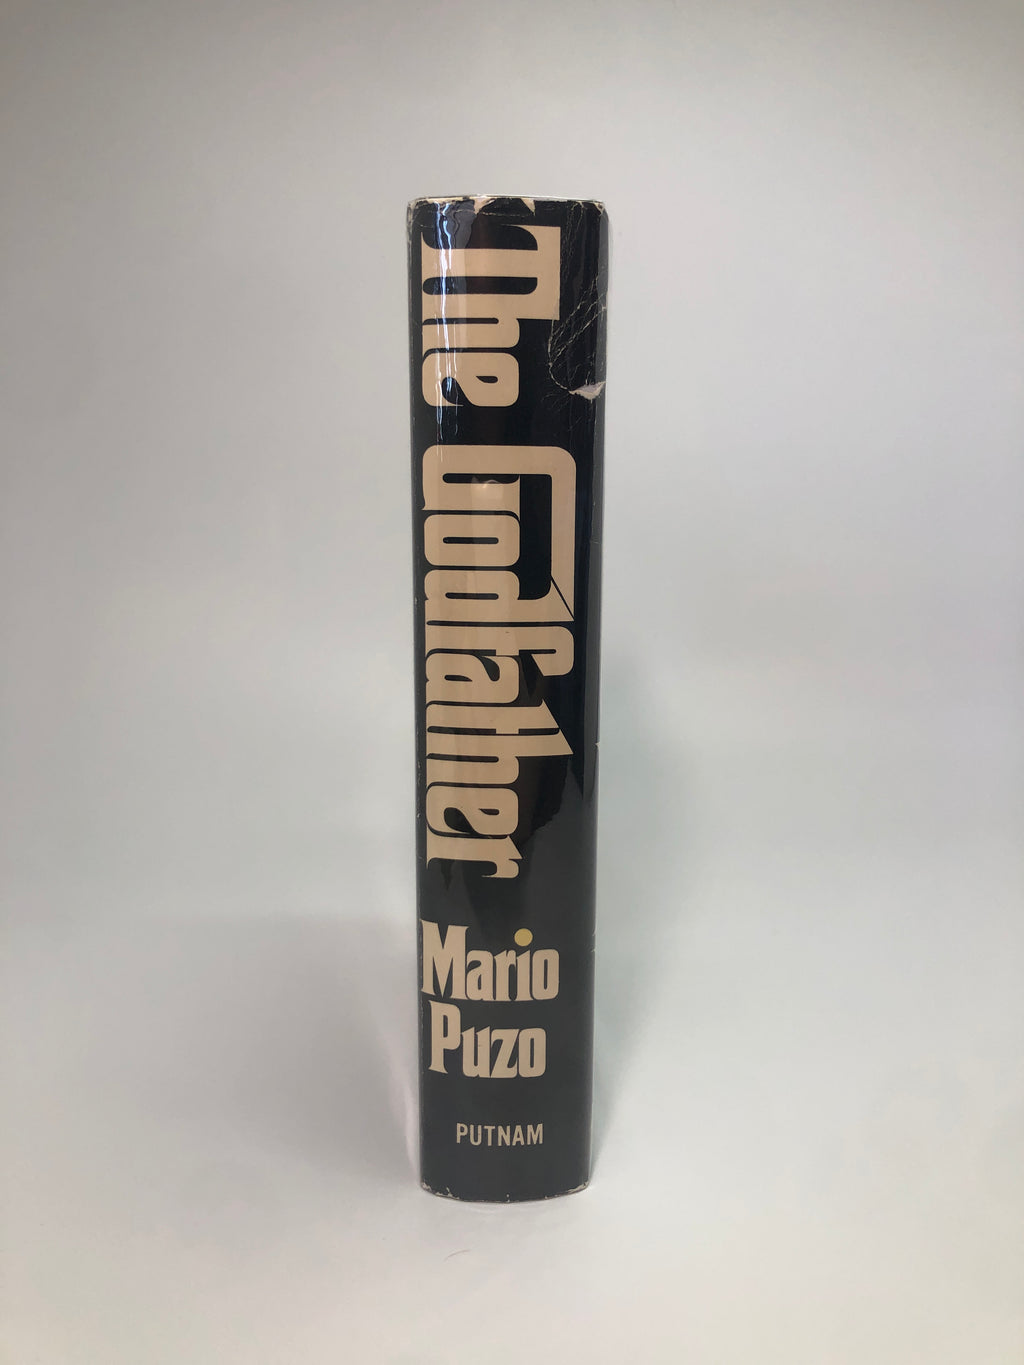 The Godfather
Mario
Puzo
PUTNAM